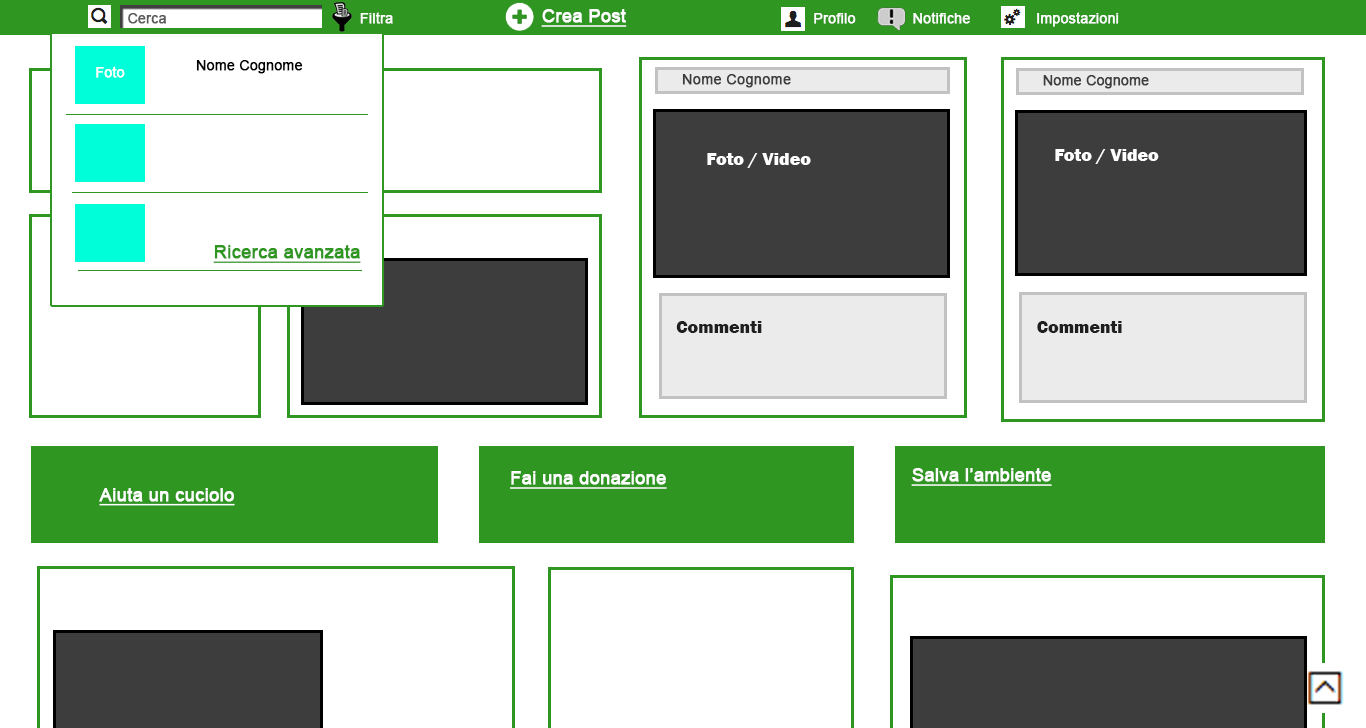 Cerca
Filtra
Crea Post
Profilo
Notifiche
Impostazioni
Foto
Nome Cognome
Ricerca avanzata
Nome Cognome
Foto / Video
Commenti
Nome Cognome
Foto / Video
Commenti
Aiuta un cuciolo
Fai una donazione
Salva l'ambiente